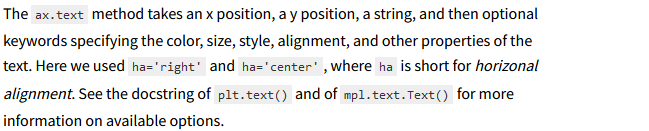 The ax.text method takes an x position, a y position, a string, and then optional
keywords specifying the color, size, style, alignment, and other properties of the
text. Here we used ha='right' and ha='center' , where ha is short for horizonal
alignment. See the docstring of plt.text() and of mpl.text.Text() for more
information on available options.